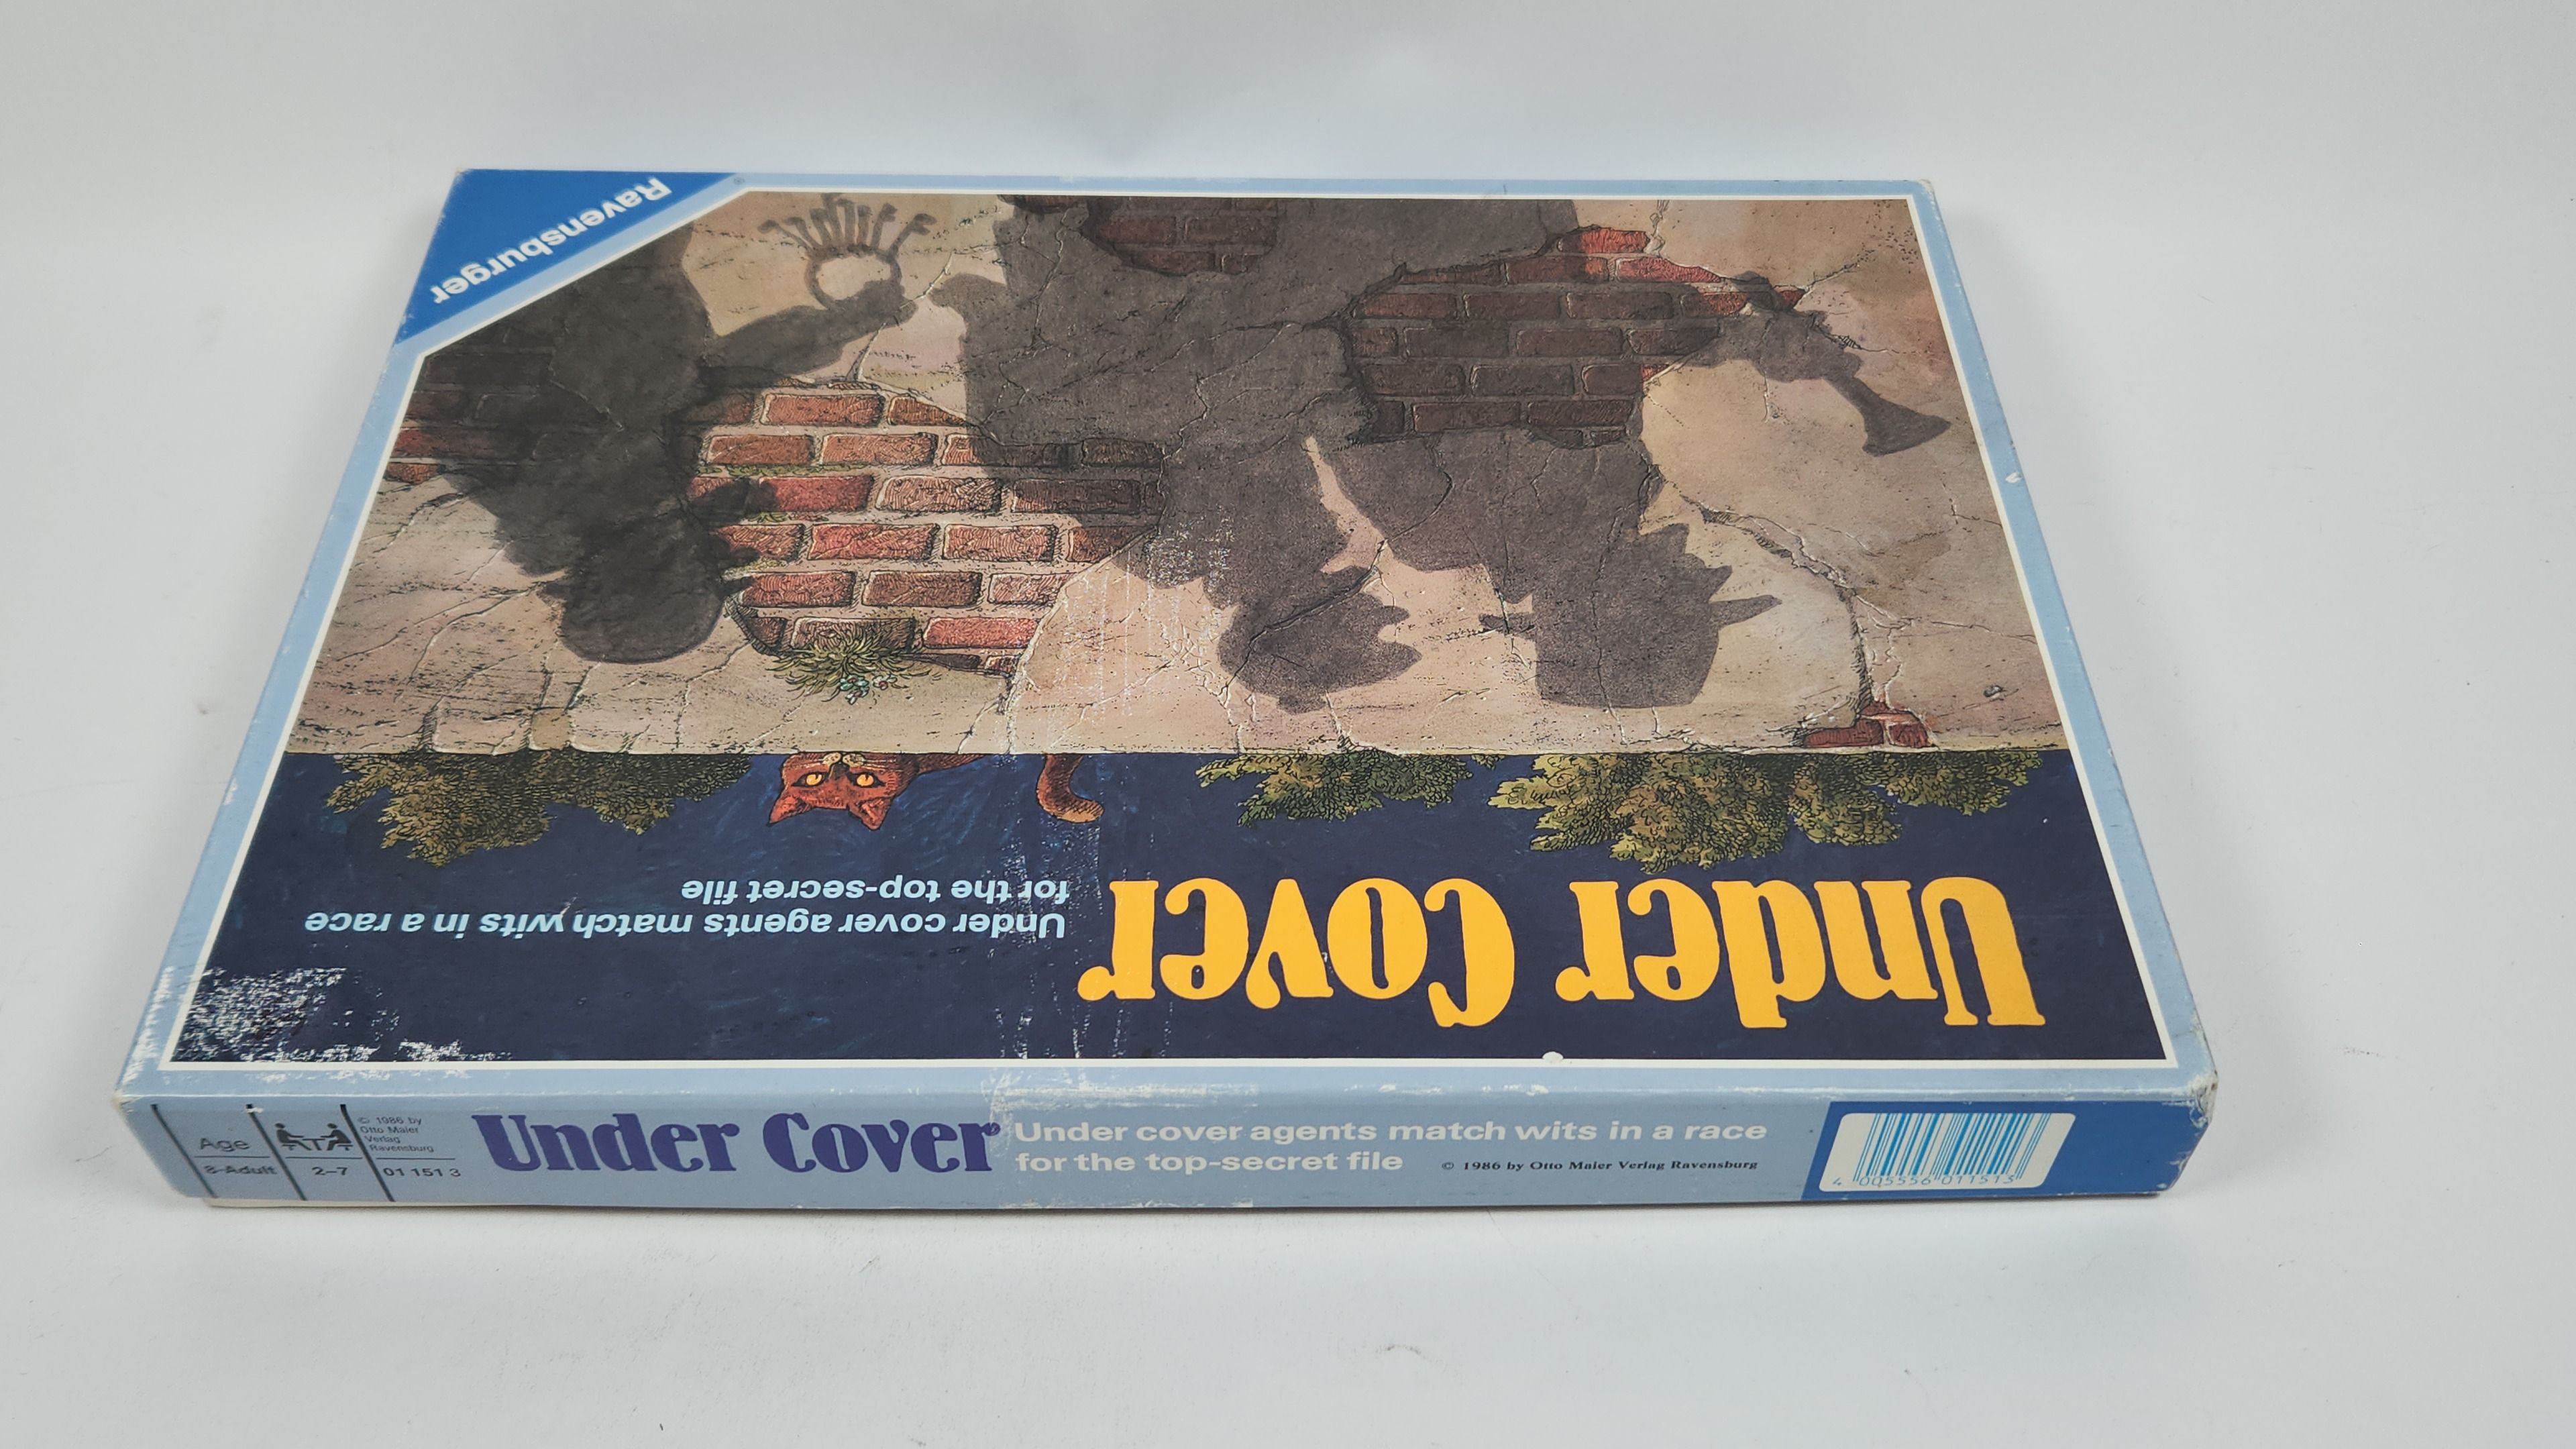 Ravensburger
®
Under Cover
Under cover agents match wits in a race
for the top-secret file
Age
8-Adult
2–7
© 1986 by
Otto Maier
Verlag
Ravensburg
01 151 3
Under Cover
Under cover agents match wits in a race
for the top-secret file
© 1986 by Otto Maier Verlag Ravensburg
4 005556 011513